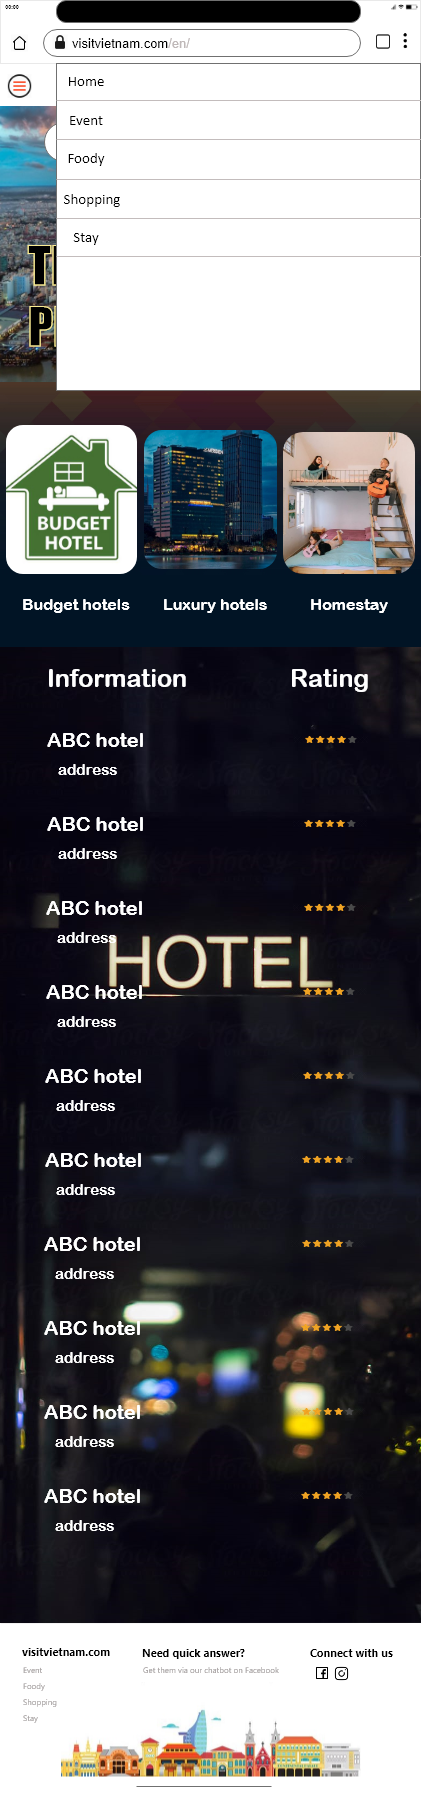 00:00
visitvietnam.com/en/
Home
Event
Foody
Shopping
Stay
BUDGET
HOTEL
Budget hotels
Luxury hotels
Homestay
Information
Rating
ABC hotel
address
ABC hotel
address
ABC hotel
address
HOTEL
ABC hotel
address
ABC hotel
address
ABC hotel
address
ABC hotel
address
ABC hotel
address
ABC hotel
address
ABC hotel
address
visitvietnam.com
Event
Foody
Shopping
Stay
Need quick answer?
Get them via our chatbot on Facebook
Connect with us